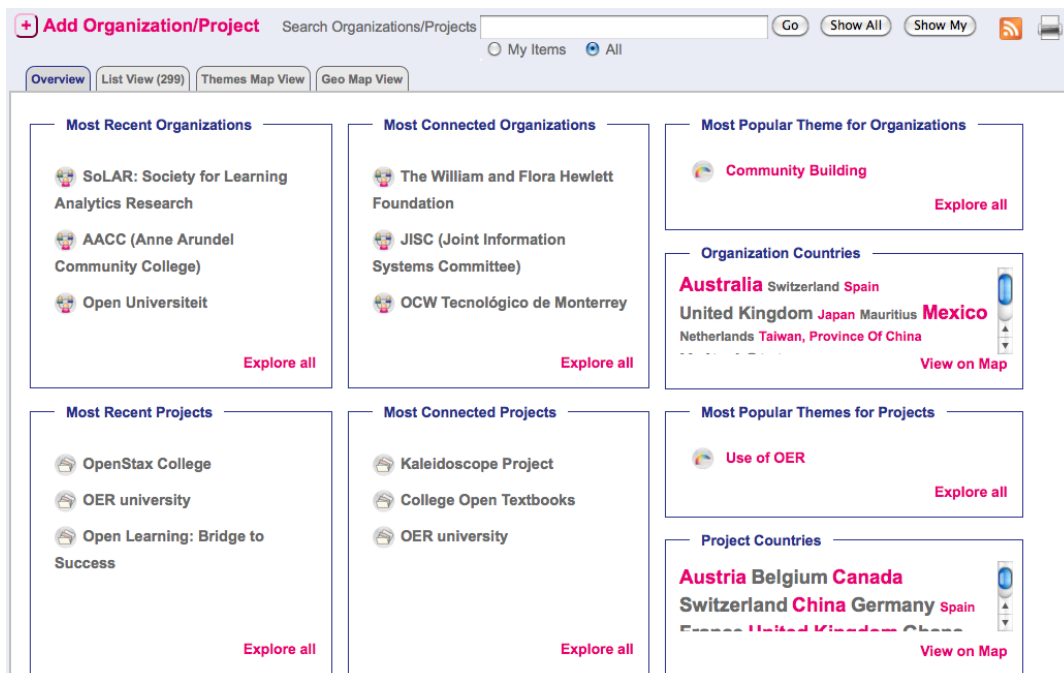 + Add Organization/Project Search Organizations/Projects Go Show All Show My
My Items All
Overview List View (299) Themes Map View Geo Map View
Most Recent Organizations
SoLAR: Society for Learning
Analytics Research
AACC (Anne Arundel
Community College)
Open Universiteit
Explore all
Most Connected Organizations
The William and Flora Hewlett
Foundation
JISC (Joint Information
Systems Committee)
OCW Tecnológico de Monterrey
Explore all
Most Popular Theme for Organizations
Community Building
Explore all
Organization Countries
Australia Switzerland Spain
United Kingdom Japan Mauritius Mexico
Netherlands Taiwan, Province Of China
View on Map
Most Recent Projects
OpenStax College
OER university
Open Learning: Bridge to
Success
Explore all
Most Connected Projects
Kaleidoscope Project
College Open Textbooks
OER university
Explore all
Most Popular Themes for Projects
Use of OER
Explore all
Project Countries
Austria Belgium Canada
Switzerland China Germany Spain
France United Kingdom Ghana
View on Map